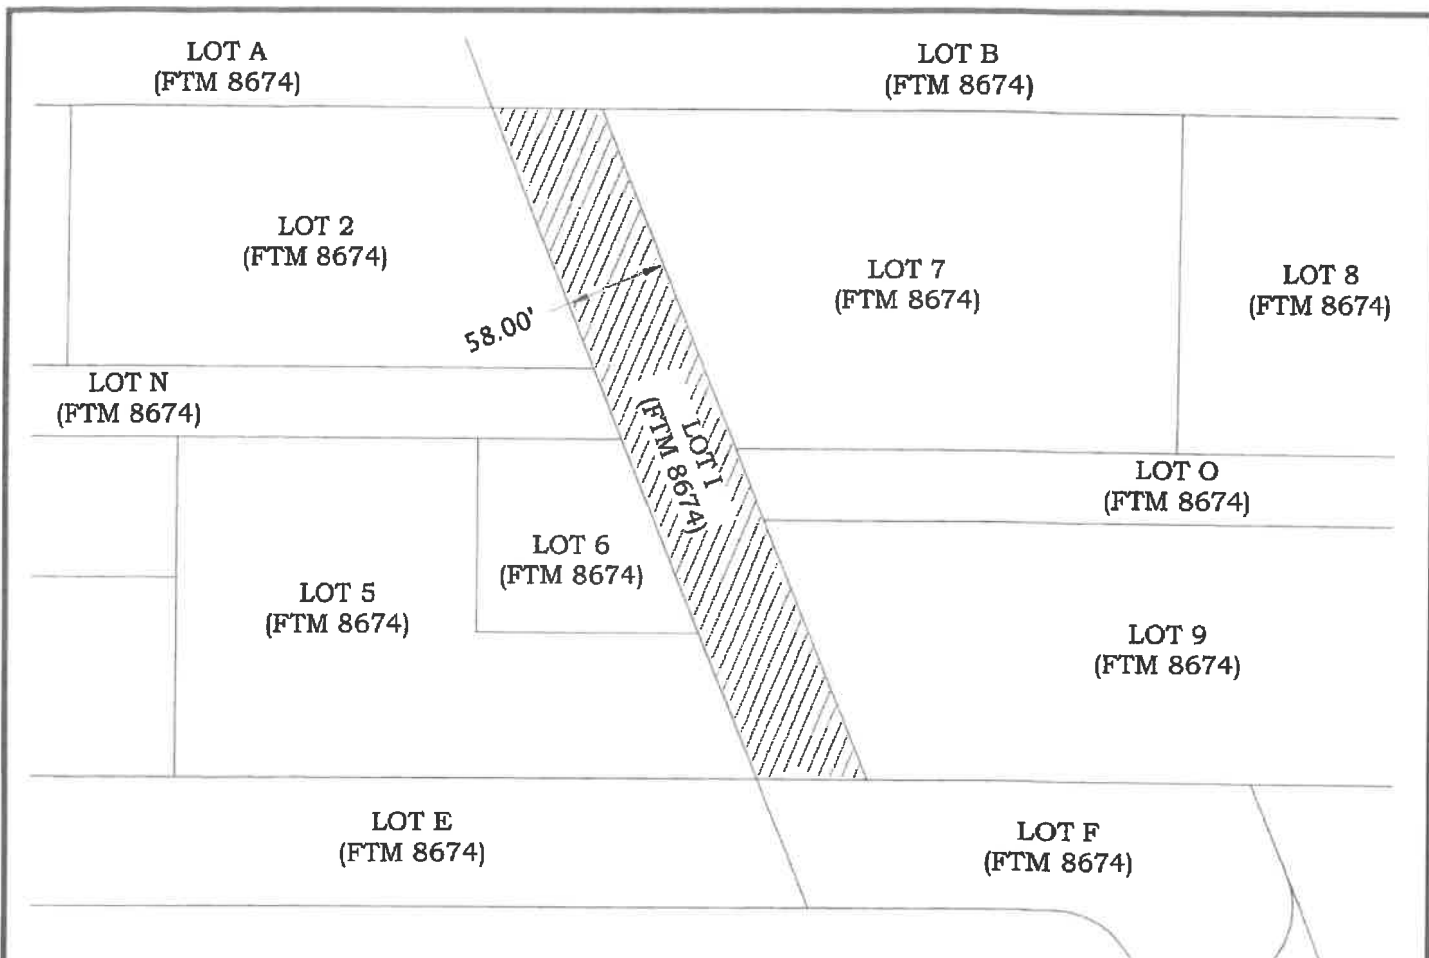 LOT A
(FTM 8674)
LOT B
(FTM 8674)
LOT 2
(FTM 8674)
LOT 7
(FTM 8674)
LOT 8
(FTM 8674)
58.00'
LOT N
(FTM 8674)
LOT I
(FTM 8674)
LOT O
(FTM 8674)
LOT 6
(FTM 8674)
LOT 5
(FTM 8674)
LOT 9
(FTM 8674)
LOT E
(FTM 8674)
LOT F
(FTM 8674)